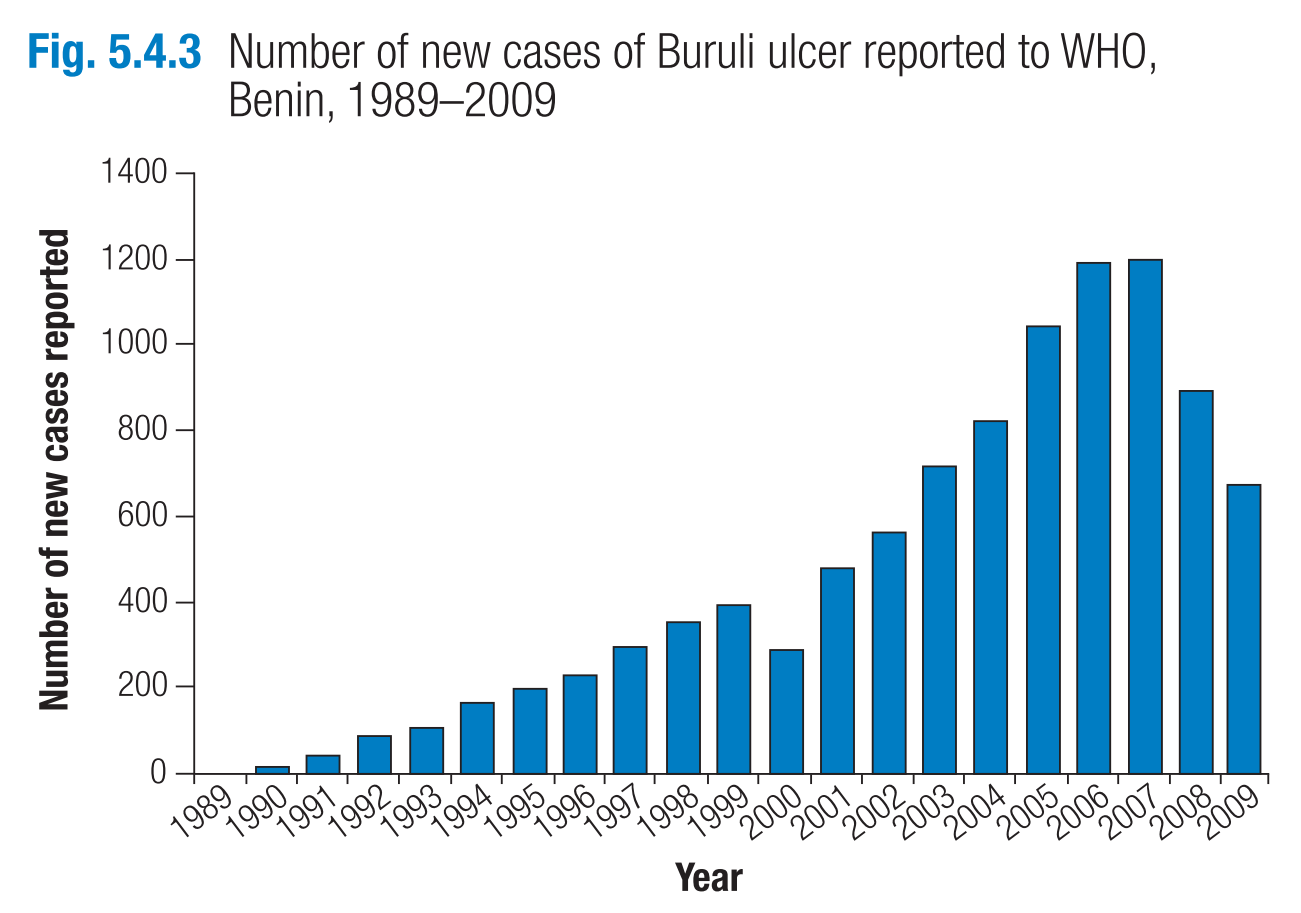 Fig. 5.4.3 Number of new cases of Buruli ulcer reported to WHO,
Benin, 1989–2009
Number of new cases reported
1400
1200
1000
800
600
400
200
0
1989 1990 1991 1992 1993 1994 1995 1996 1997 1998 1999 2000 2001 2002 2003 2004 2005 2006 2007 2008 2009
Year